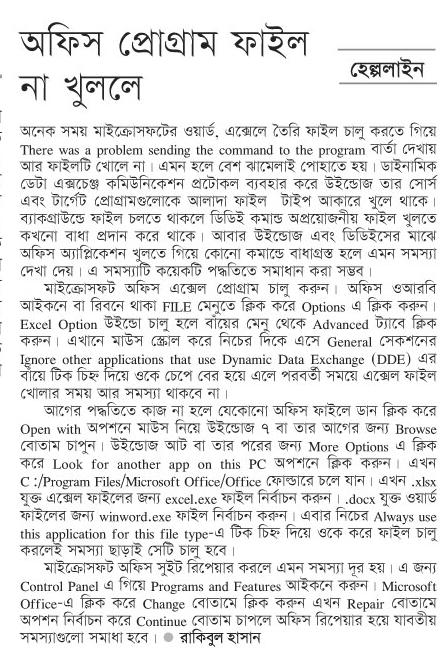 অফিস প্রোগ্রাম ফাইল
না খুললে
হেল্পলাইন
অনেক সময় মাইক্রোসফটের ওয়ার্ড, এক্সেলে তৈরি ফাইল চালু করতে গিয়ে
There was a problem sending the command to the program বার্তা দেখায়
আর ফাইলটি খোলে না। এমন হলে বেশ ঝামেলাই পোহাতে হয়। ডাইনামিক
ডেটা এক্সচেঞ্জ কমিউনিকেশন প্রটোকল ব্যবহার করে উইন্ডোজ তার সোর্স
এবং টার্গেট প্রোগ্রামগুলোকে আলাদা ফাইল টাইপ আকারে খুলে থাকে।
ব্যাকগ্রাউন্ডে ফাইল চলতে থাকলে ডিডিই কমান্ড অপ্রয়োজনীয় ফাইল খুলতে
কখনো বাধা প্রদান করে থাকে। আবার উইন্ডোজ এবং ডিডিইসের মাঝে
অফিস অ্যাপ্লিকেশন খুলতে গিয়ে কোনো কমান্ডে বাধাগ্রস্ত হলে এমন সমস্যা
দেখা দেয়। এ সমস্যাটি কয়েকটি পদ্ধতিতে সমাধান করা সম্ভব।
মাইক্রোসফট অফিস এক্সেল প্রোগ্রাম চালু করুন। অফিস ওআরবি
আইকনে বা রিবনে থাকা FILE মেনুতে ক্লিক করে Options এ ক্লিক করুন।
Excel Option উইন্ডো চালু হলে বাঁয়ের মেনু থেকে Advanced ট্যাবে ক্লিক
করুন। এখানে মাউস স্ক্রোল করে নিচের দিকে এসে General সেকশনের
Ignore other applications that use Dynamic Data Exchange (DDE) এর
বাঁয়ে টিক চিহ্ন দিয়ে ওকে চেপে বের হয়ে এলে পরবর্তী সময়ে এক্সেল ফাইল
খোলার সময় আর সমস্যা থাকবে না।
আগের পদ্ধতিতে কাজ না হলে যেকোনো অফিস ফাইলে ডান ক্লিক করে
Open with অপশনে মাউস নিয়ে উইন্ডোজ ৭ বা তার আগের জন্য Browse
বোতাম চাপুন। উইন্ডোজ আট বা তার পরের জন্য More Options এ ক্লিক
করে Look for another app on this PC অপশনে ক্লিক করুন। এখন
C :/Program Files/Microsoft Office/Office ফোল্ডারে চলে যান। এখন .xlsx
যুক্ত এক্সেল ফাইলের জন্য excel.exe ফাইল নির্বাচন করুন। .docx যুক্ত ওয়ার্ড
ফাইলের জন্য winword.exe ফাইল নির্বাচন করুন। এবার নিচের Always use
this application for this file type-এ টিক চিহ্ন দিয়ে ওকে করে ফাইল চালু
করলেই সমস্যা ছাড়াই সেটি চালু হবে।
মাইক্রোসফট অফিস সুইট রিপেয়ার করলে এমন সমস্যা দূর হয়। এ জন্য
Control Panel এ গিয়ে Programs and Features আইকনে করুন। Microsoft
Office-এ ক্লিক করে Change বোতামে ক্লিক করুন এখন Repair বোতামে
অপশন নির্বাচন করে Continue বোতাম চাপলে অফিস রিপেয়ার হয়ে যাবতীয়
সমস্যাগুলো সমাধা হবে। ● রাকিবুল হাসান